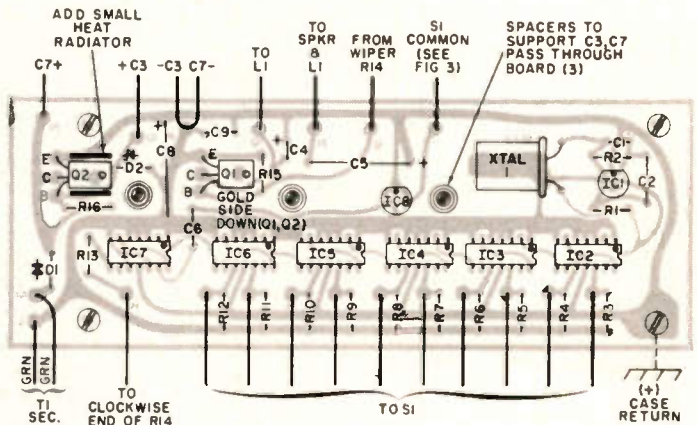 ADD SMALL
HEAT
RADIATOR
C7+
+C3
-C3 C7-
TO
L1
TO
SPKR
&
L1
FROM
WIPER
R14
S1
COMMON
(SEE
FIG 3)
SPACERS TO
SUPPORT C3,C7
PASS THROUGH
BOARD (3)
E
C
B
Q2
-R16-
D2
+
C8
C9
E
C
B
Q1
R15
C4
C5
+
GOLD
SIDE
DOWN(Q1,Q2)
C6
IC8
XTAL
1
C1
R2
IC1
C2
R1
D1
R13
IC7
IC6
IC5
IC4
IC3
IC2
R12
R11
R10
R9
R8
R7
R6
R5
R4
R3
GRN
GRN
T1
SEC.
TO
CLOCKWISE
END OF R14
TO S1
(+)
CASE
RETURN